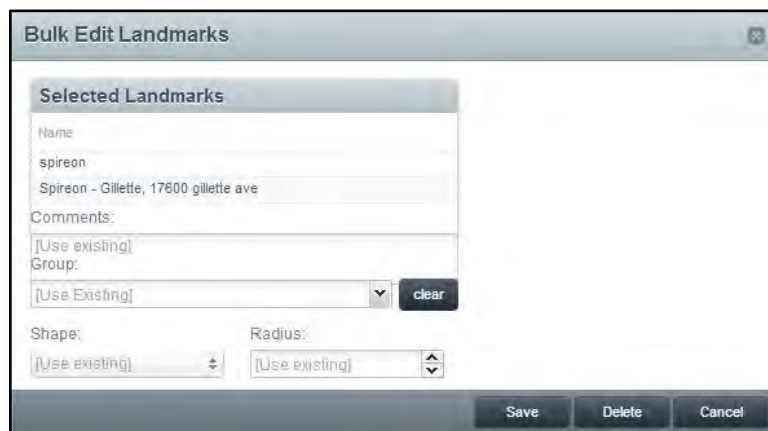 Bulk Edit Landmarks
Selected Landmarks
Name
spireon
Spireon - Gillette, 17600 gillette ave
Comments:
[Use existing]
Group:
[Use Existing]
clear
Shape: Radius:
[Use existing] [Use existing]
Save Delete Cancel